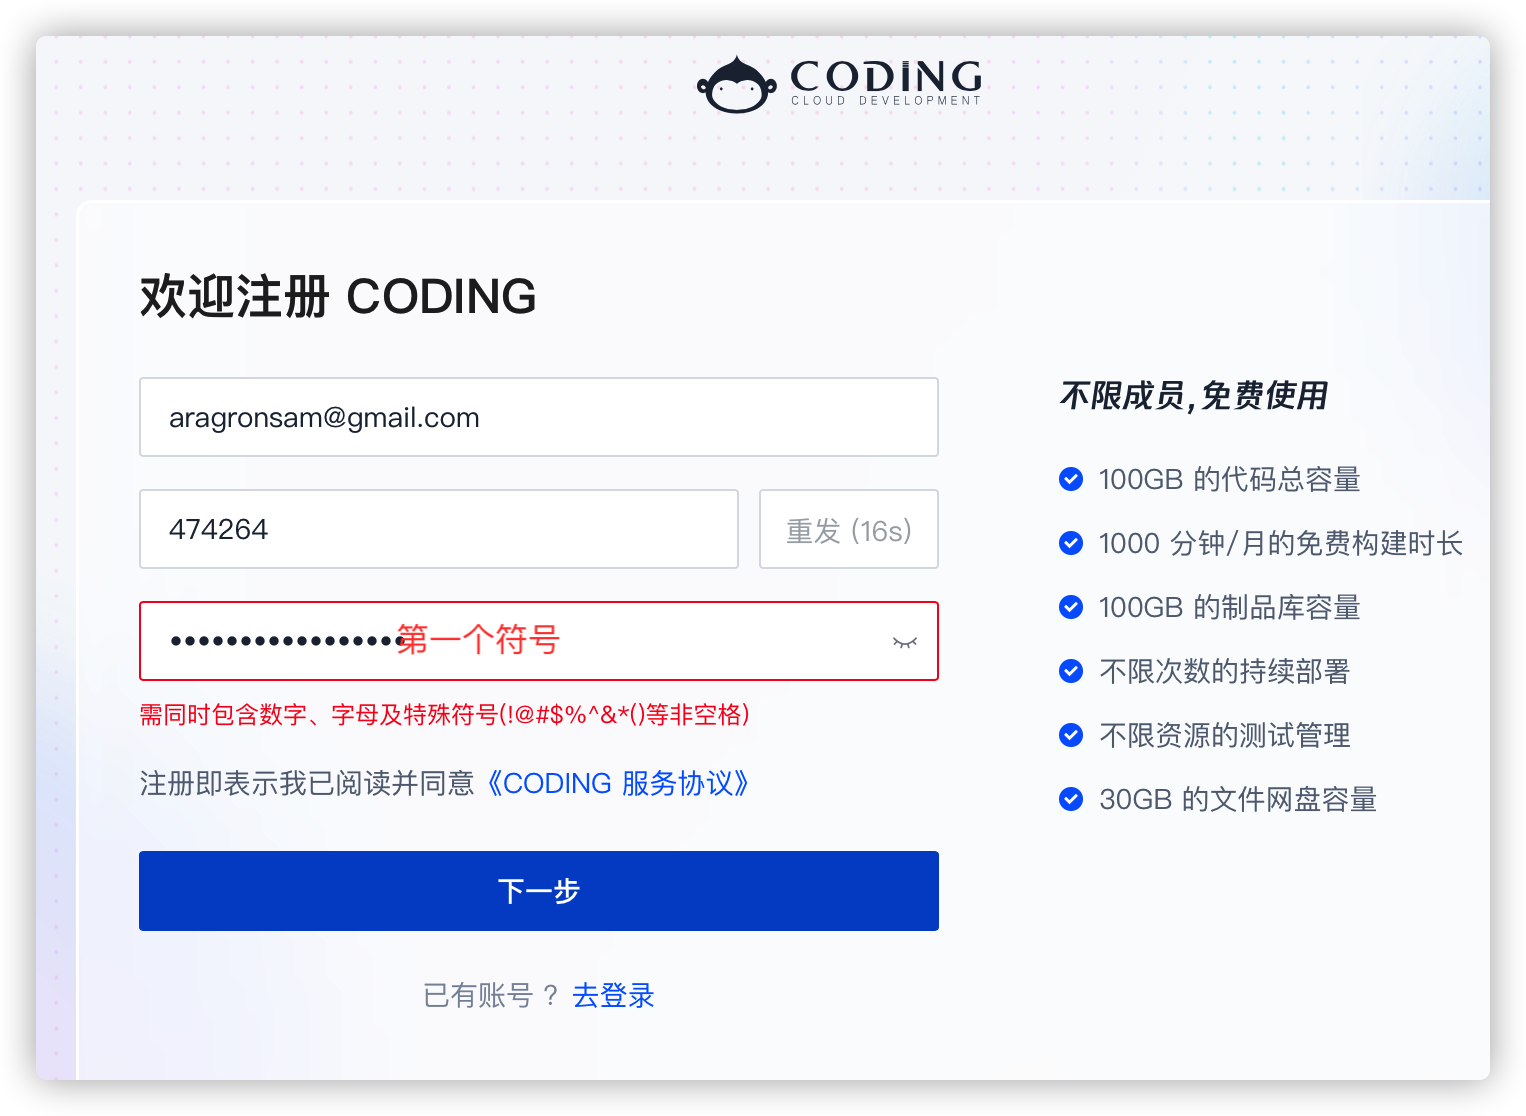 CODING
CLOUD DEVELOPMENT
欢迎注册 CODING
aragronsam@gmail.com
474264
重发 (16s)
第一个符号
需同时包含数字、字母及特殊符号(!@#$%^&*()等非空格)
注册即表示我已阅读并同意《CODING 服务协议》
下一步
已有账号？去登录
不限成员,免费使用
100GB 的代码总容量
1000 分钟/月的免费构建时长
100GB 的制品库容量
不限次数的持续部署
不限资源的测试管理
30GB 的文件网盘容量